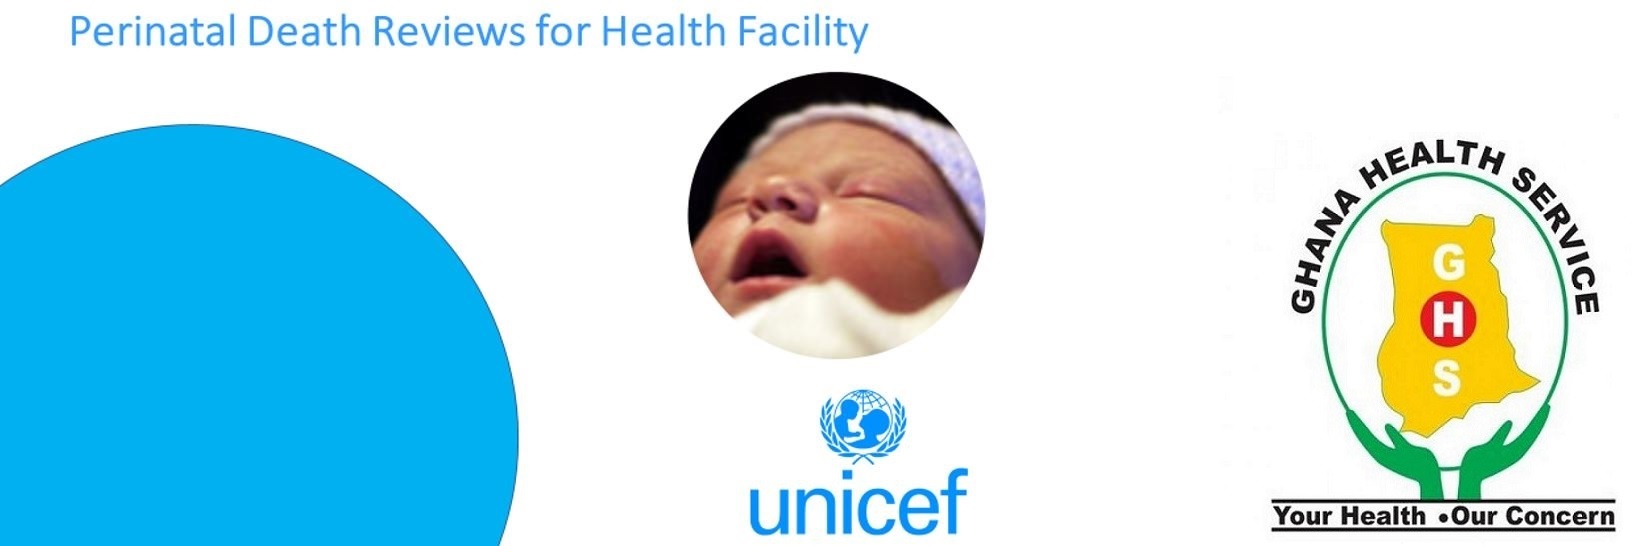 Perinatal Death Reviews for Health Facility
GHANA HEALTH SERVICE
G
H
S
unicef
Your Health •Our Concern